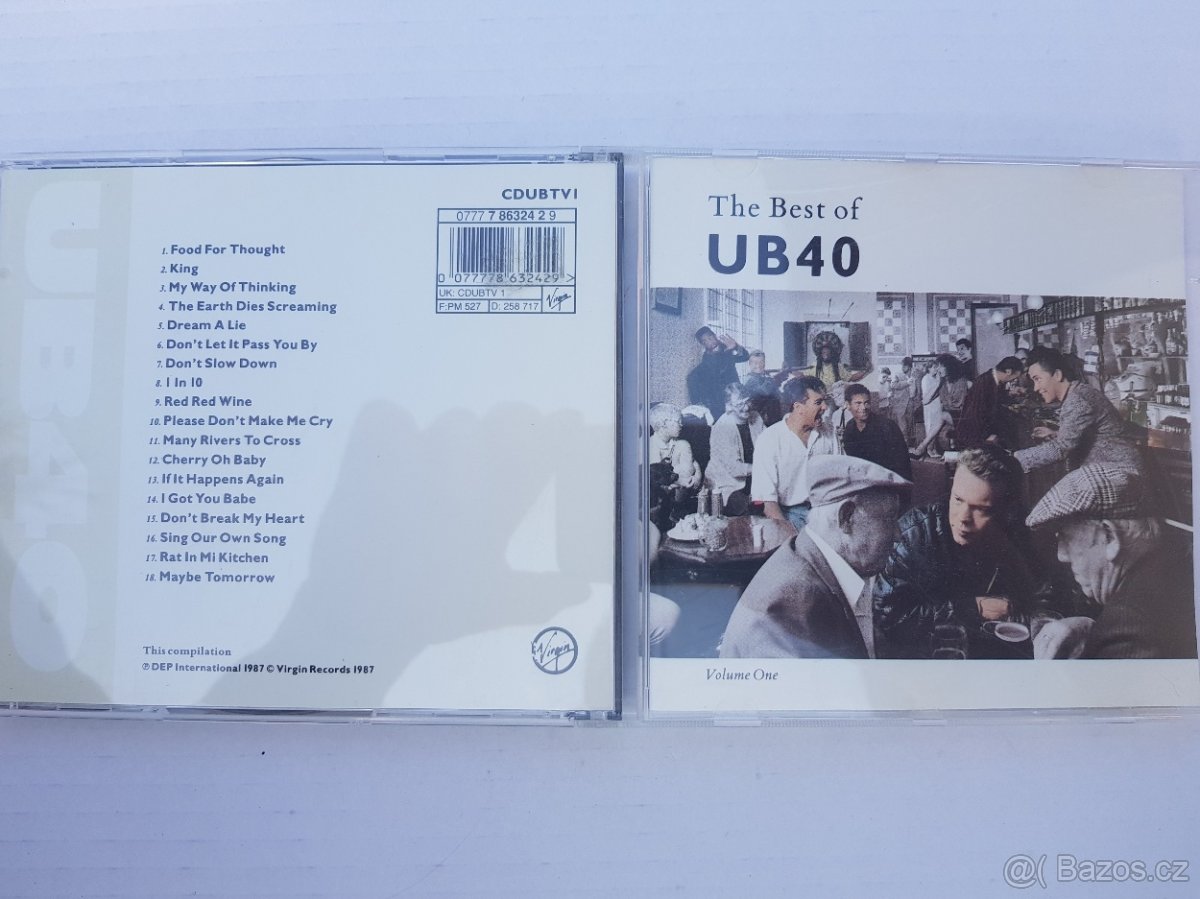 UB40
CDUBTV1
0777 7 86324 2 9
0 077778 632429 >
UK: CDUBTV 1
F:PM 527 D: 258 717
Virgin
1. Food For Thought
2. King
3. My Way Of Thinking
4. The Earth Dies Screaming
5. Dream A Lie
6. Don't Let It Pass You By
7. Don't Slow Down
8. 1 In 10
9. Red Red Wine
10. Please Don't Make Me Cry
11. Many Rivers To Cross
12. Cherry Oh Baby
13. If It Happens Again
14. I Got You Babe
15. Don't Break My Heart
16. Sing Our Own Song
17. Rat In Mi Kitchen
18. Maybe Tomorrow
This compilation
℗ DEP International 1987 © Virgin Records 1987
Virgin
The Best of
UB40
Volume One
@( Bazos.cz